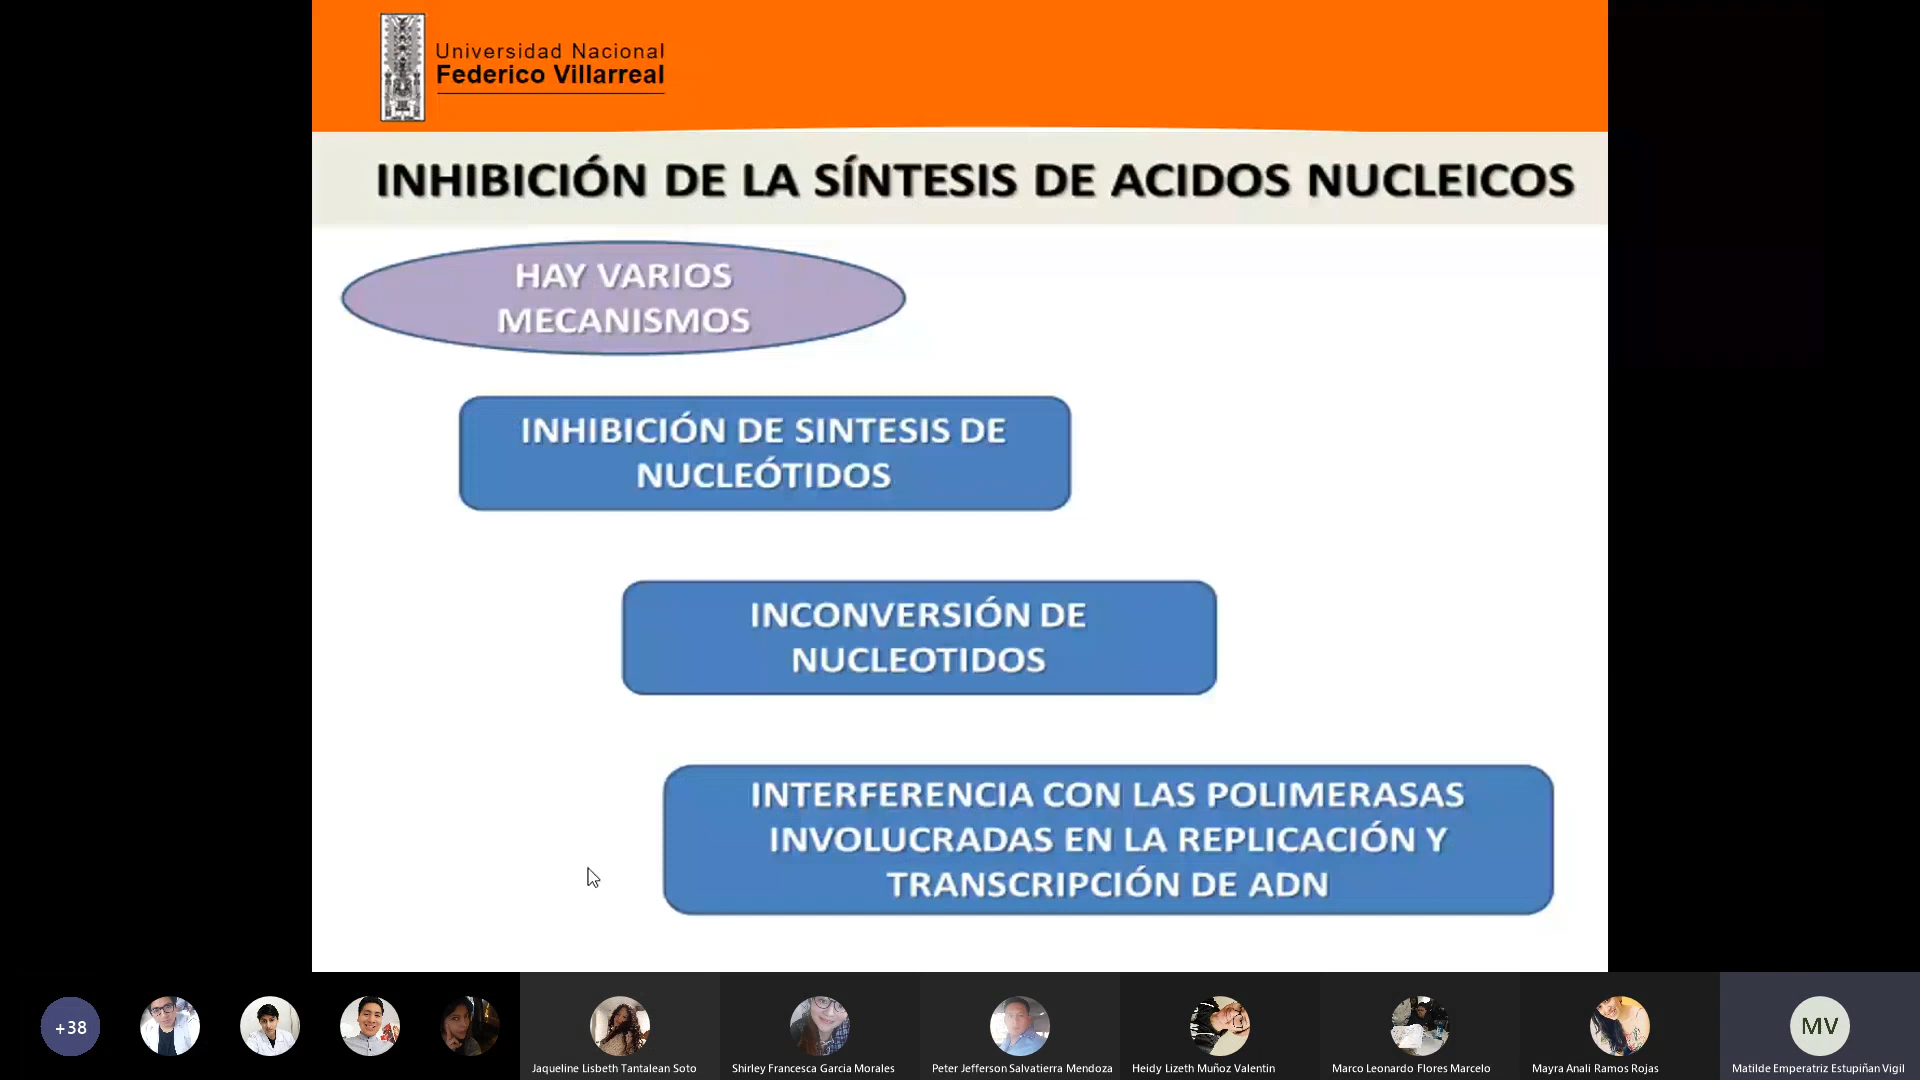 Universidad Nacional
Federico Villarreal
INHIBICIÓN DE LA SÍNTESIS DE ACIDOS NUCLEICOS
HAY VARIOS
MECANISMOS
INHIBICIÓN DE SINTESIS DE
NUCLEÓTIDOS
INCONVERSIÓN DE
NUCLEOTIDOS
INTERFERENCIA CON LAS POLIMERASAS
INVOLUCRADAS EN LA REPLICACIÓN Y
TRANSCRIPCIÓN DE ADN
+38
MV
Jaqueline Lisbeth Tantalean Soto
Shirley Francesca Garcia Morales
Peter Jefferson Salvatierra Mendoza
Heidy Lizeth Muñoz Valentin
Marco Leonardo Flores Marcelo
Mayra Anali Ramos Rojas
Matilde Emperatriz Estupiñan Vigil